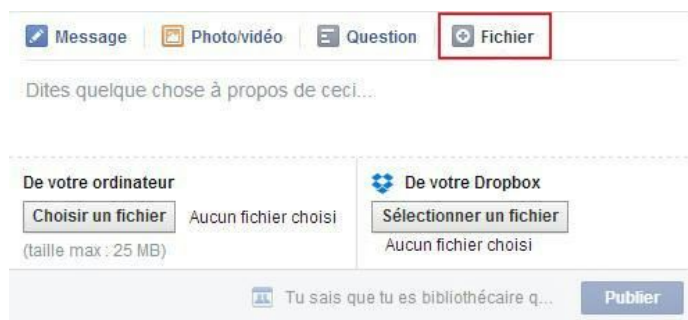 Message Photo/vidéo Question Fichier
Dites quelque chose à propos de ceci...
De votre ordinateur
Choisir un fichier Aucun fichier choisi
(taille max : 25 MB)
De votre Dropbox
Sélectionner un fichier
Aucun fichier choisi
Tu sais que tu es bibliothécaire q... Publier